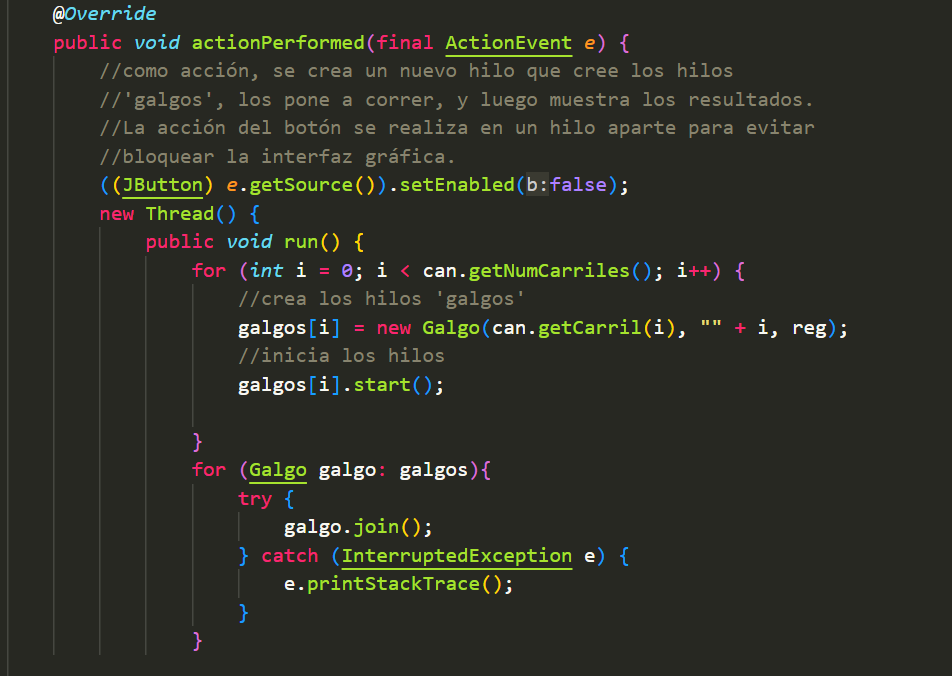 @Override
public void actionPerformed(final ActionEvent e) {
//como acción, se crea un nuevo hilo que cree los hilos
//'galgos', los pone a correr, y luego muestra los resultados.
//La acción del botón se realiza en un hilo aparte para evitar
//bloquear la interfaz gráfica.
((JButton) e.getSource()).setEnabled(b:false);
new Thread() {
public void run() {
for (int i = 0; i < can.getNumCarriles(); i++) {
//crea los hilos 'galgos'
galgos[i] = new Galgo(can.getCarril(i), "" + i, reg);
//inicia los hilos
galgos[i].start();
}
for (Galgo galgo: galgos){
try {
galgo.join();
} catch (InterruptedException e) {
e.printStackTrace();
}
}